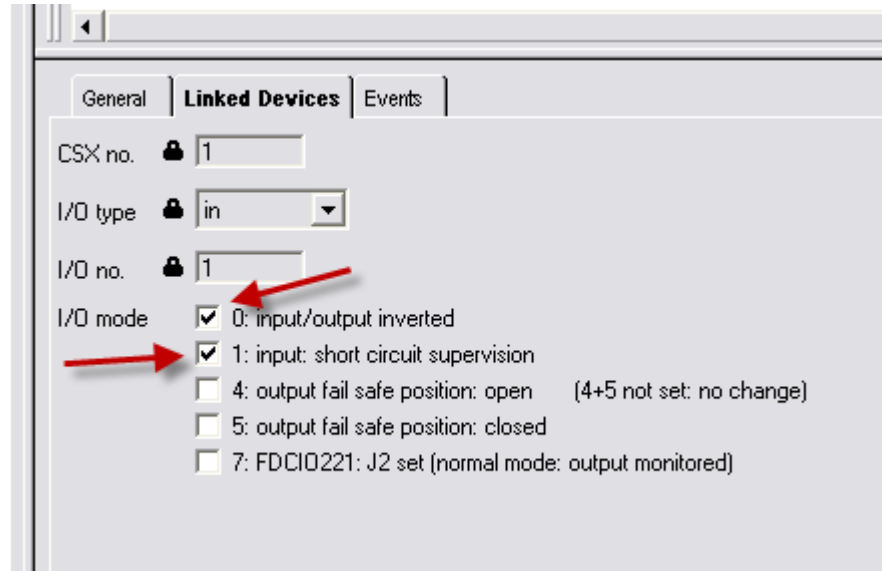 General Linked Devices Events
CSX no. 1
I/O type in
I/O no. 1
I/O mode 0: input/output inverted
1: input: short circuit supervision
4: output fail safe position: open (4+5 not set: no change)
5: output fail safe position: closed
7: FDCIO221: J2 set (normal mode: output monitored)